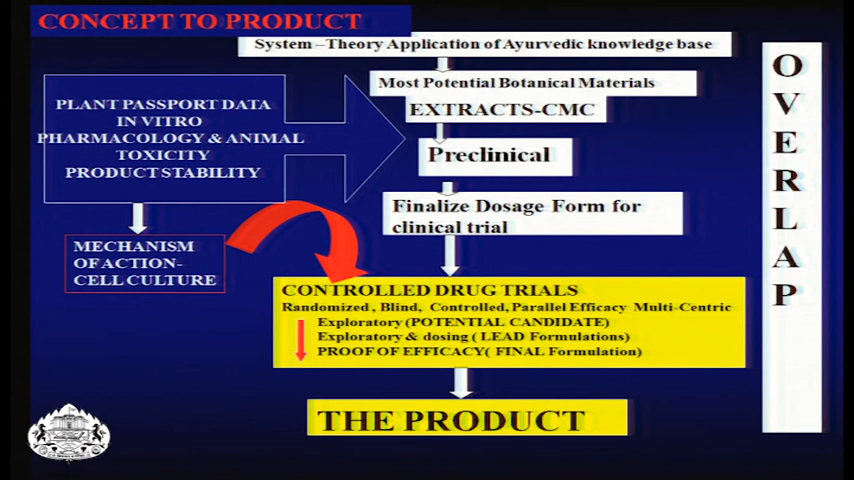 CONCEPT TO PRODUCT
System –Theory Application of Ayurvedic knowledge base
Most Potential Botanical Materials
EXTRACTS-CMC
PLANT PASSPORT DATA
IN VITRO
PHARMACOLOGY & ANIMAL
TOXICITY
PRODUCT STABILITY
Preclinical
Finalize Dosage Form for
clinical trial
MECHANISM
OF ACTION-
CELL CULTURE
CONTROLLED DRUG TRIALS
Randomized , Blind, Controlled, Parallel Efficacy Multi-Centric
Exploratory (POTENTIAL CANDIDATE)
Exploratory & dosing ( LEAD Formulations)
PROOF OF EFFICACY( FINAL Formulation)
THE PRODUCT
O
V
E
R
L
A
P